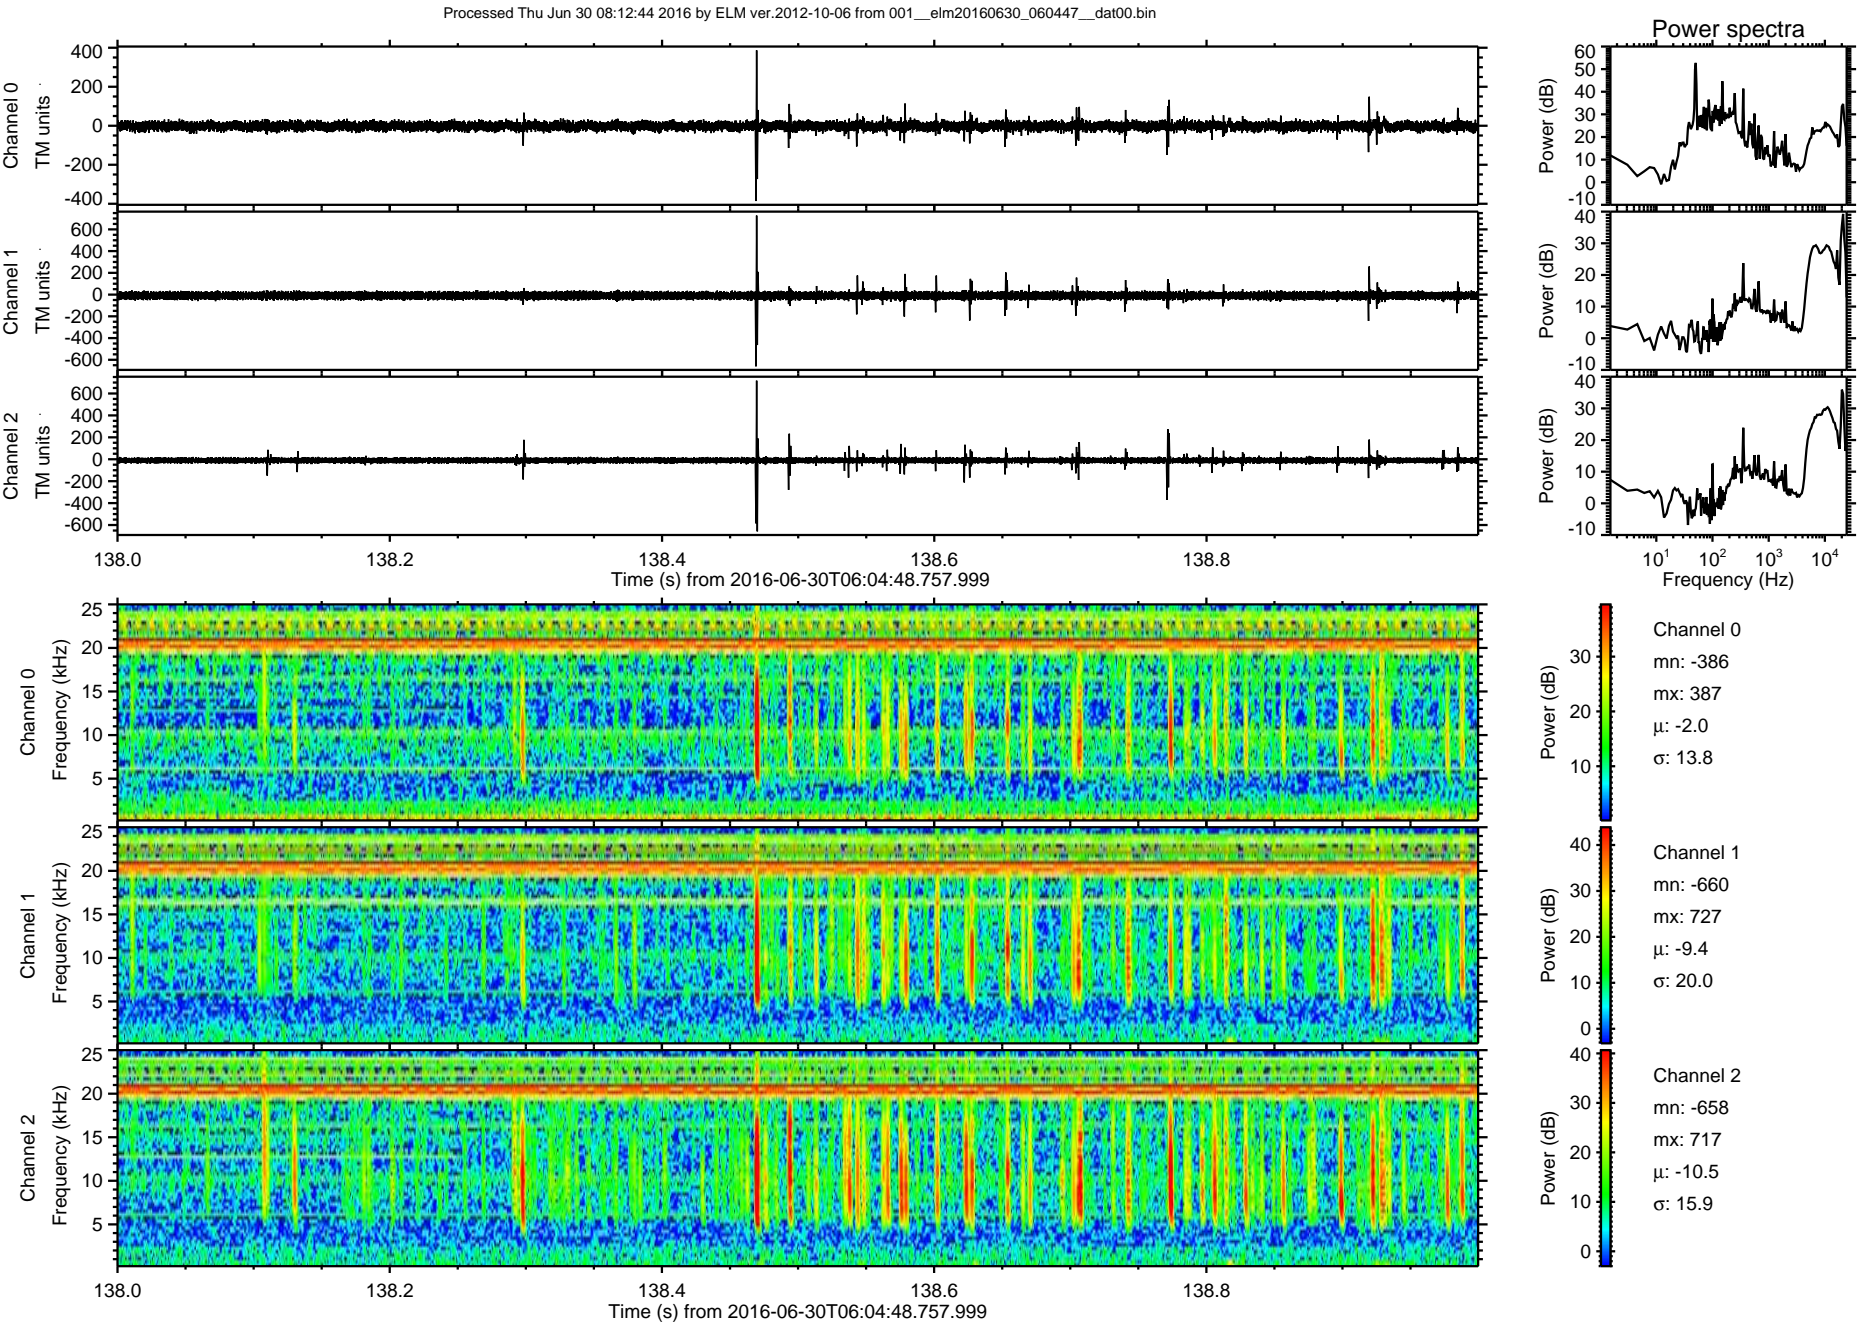 Processed Thu Jun 30 08:12:44 2016 by ELM ver.2012-10-06 from 001__elm20160630_060447__dat00.bin
Power spectra
Channel 0
TM units
400
200
0
-200
-400
Power (dB)
60
50
40
30
20
10
0
-10
Channel 1
TM units
600
400
200
0
-200
-400
-600
Power (dB)
40
30
20
10
0
-10
Channel 2
TM units
600
400
200
0
-200
-400
-600
Power (dB)
40
30
20
10
0
-10
138.0 138.2 138.4 138.6 138.8
Time (s) from 2016-06-30T06:04:48.757.999
10¹ 10² 10³ 10⁴
Frequency (Hz)
Channel 0
Frequency (kHz)
25
20
15
10
5
Power (dB)
30
20
10
Channel 0
mn: -386
mx: 387
µ: -2.0
σ: 13.8
Channel 1
Frequency (kHz)
25
20
15
10
5
Power (dB)
40
30
20
10
0
Channel 1
mn: -660
mx: 727
µ: -9.4
σ: 20.0
Channel 2
Frequency (kHz)
25
20
15
10
5
Power (dB)
40
30
20
10
0
Channel 2
mn: -658
mx: 717
µ: -10.5
σ: 15.9
138.0 138.2 138.4 138.6 138.8
Time (s) from 2016-06-30T06:04:48.757.999